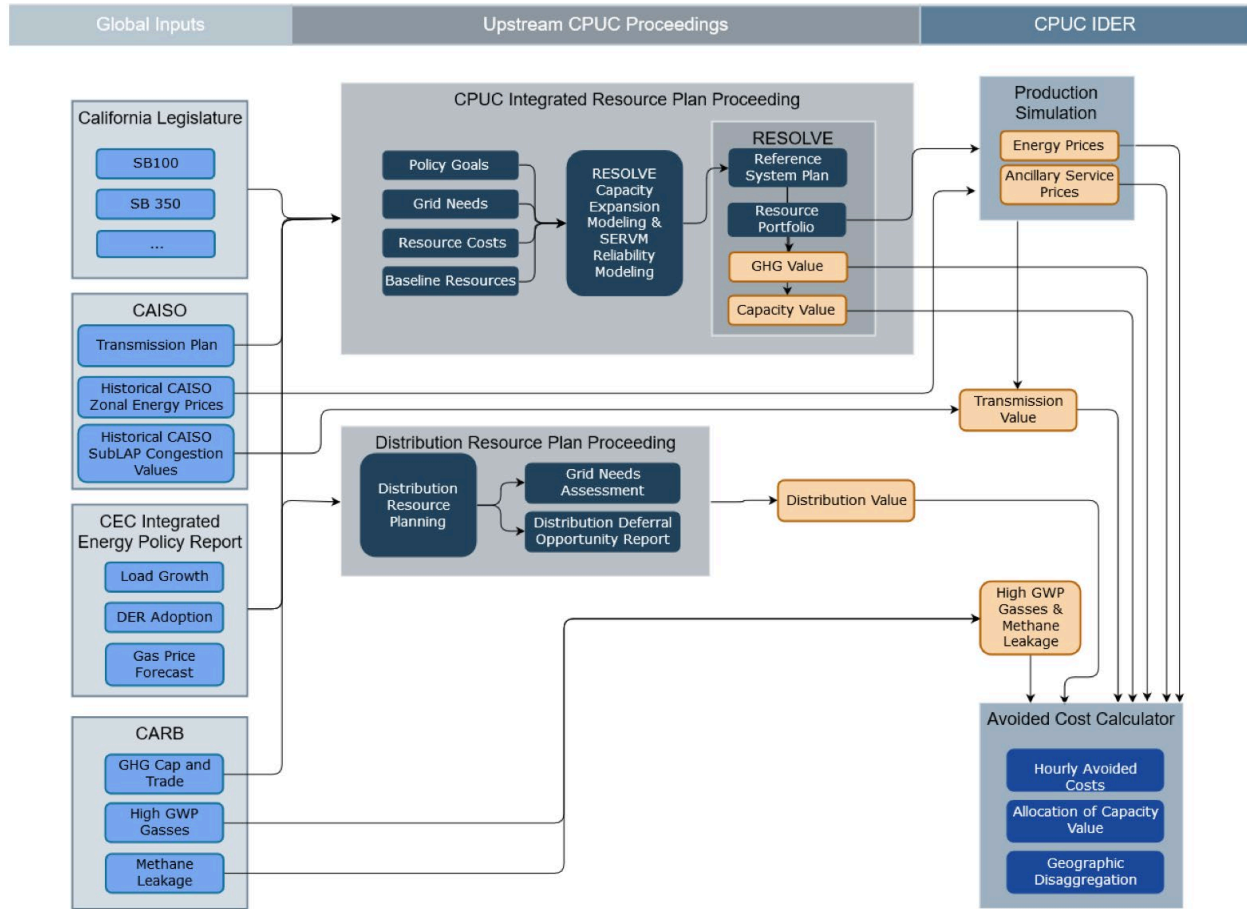 Global Inputs
Upstream CPUC Proceedings
CPUC IDER
California Legislature
SB100
SB 350
...
CAISO
Transmission Plan
Historical CAISO
Zonal Energy Prices
Historical CAISO
SubLAP Congestion
Values
CEC Integrated
Energy Policy Report
Load Growth
DER Adoption
Gas Price
Forecast
CARB
GHG Cap and
Trade
High GWP
Gasses
Methane
Leakage
CPUC Integrated Resource Plan Proceeding
Policy Goals
Grid Needs
Resource Costs
Baseline Resources
RESOLVE
Capacity
Expansion
Modeling &
SERVM
Reliability
Modeling
RESOLVE
Reference
System Plan
Resource
Portfolio
GHG Value
Capacity Value
Distribution Resource Plan Proceeding
Distribution
Resource
Planning
Grid Needs
Assessment
Distribution Deferral
Opportunity Report
Distribution Value
Production
Simulation
Energy Prices
Ancillary Service
Prices
Transmission
Value
High GWP
Gasses &
Methane
Leakage
Avoided Cost Calculator
Hourly Avoided
Costs
Allocation of Capacity
Value
Geographic
Disaggregation